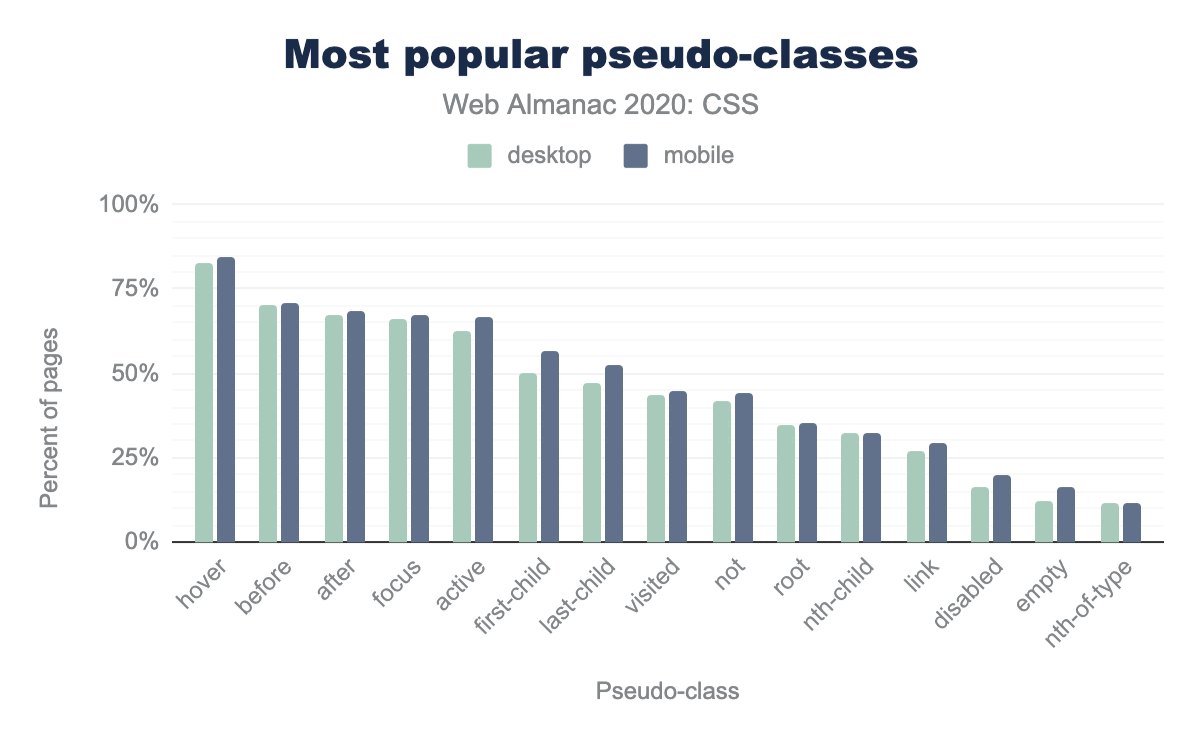 Most popular pseudo-classes
Web Almanac 2020: CSS
desktop
mobile
100%
75%
50%
25%
0%
Percent of pages
hover
before
after
focus
active
first-child
last-child
visited
not
root
nth-child
link
disabled
empty
nth-of-type
Pseudo-class